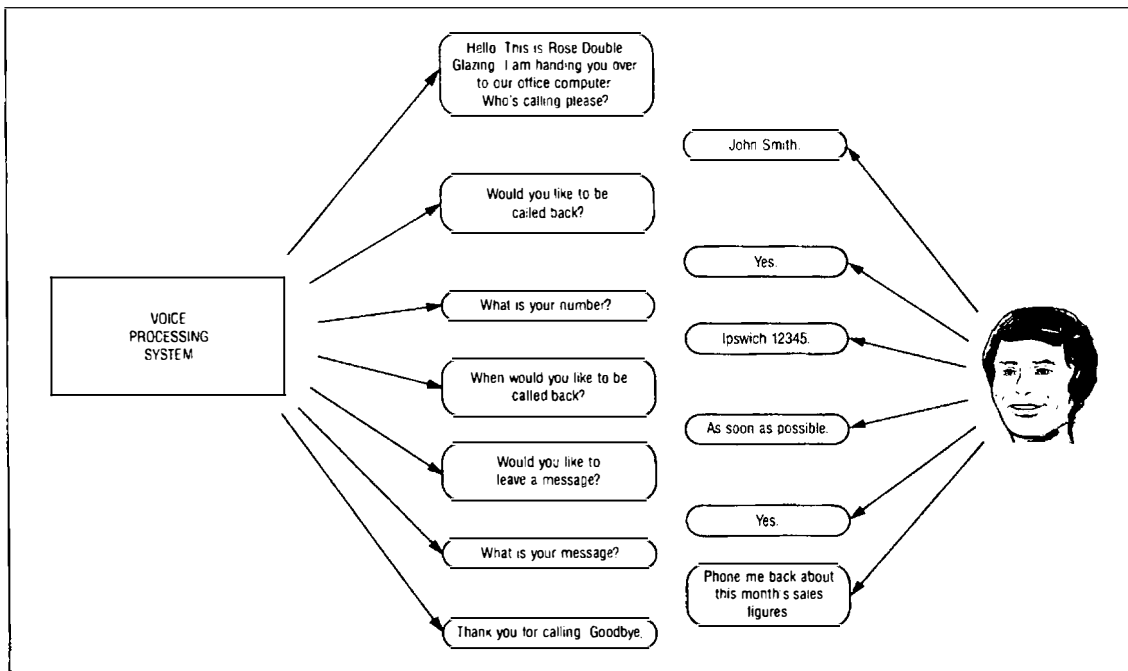 Hello This is Rose Double
Glazing I am handing you over
to our office computer
Who's calling please?
John Smith.
Would you like to be
called back?
Yes.
What is your number?
Ipswich 12345.
When would you like to be
called back?
As soon as possible.
Would you like to
leave a message?
Yes.
What is your message?
Phone me back about
this month's sales
figures
Thank you for calling Goodbye.
VOICE
PROCESSING
SYSTEM